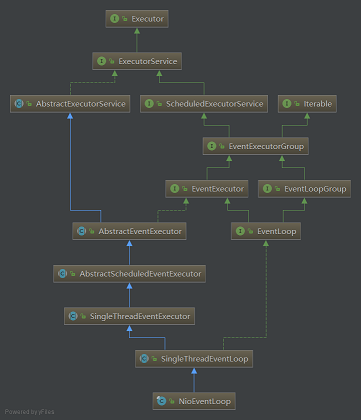 Executor
ExecutorService
AbstractExecutorService
ScheduledExecutorService
Iterable
EventExecutorGroup
EventExecutor
EventLoopGroup
AbstractEventExecutor
EventLoop
AbstractScheduledEventExecutor
SingleThreadEventExecutor
SingleThreadEventLoop
NioEventLoop
Powered by yFiles